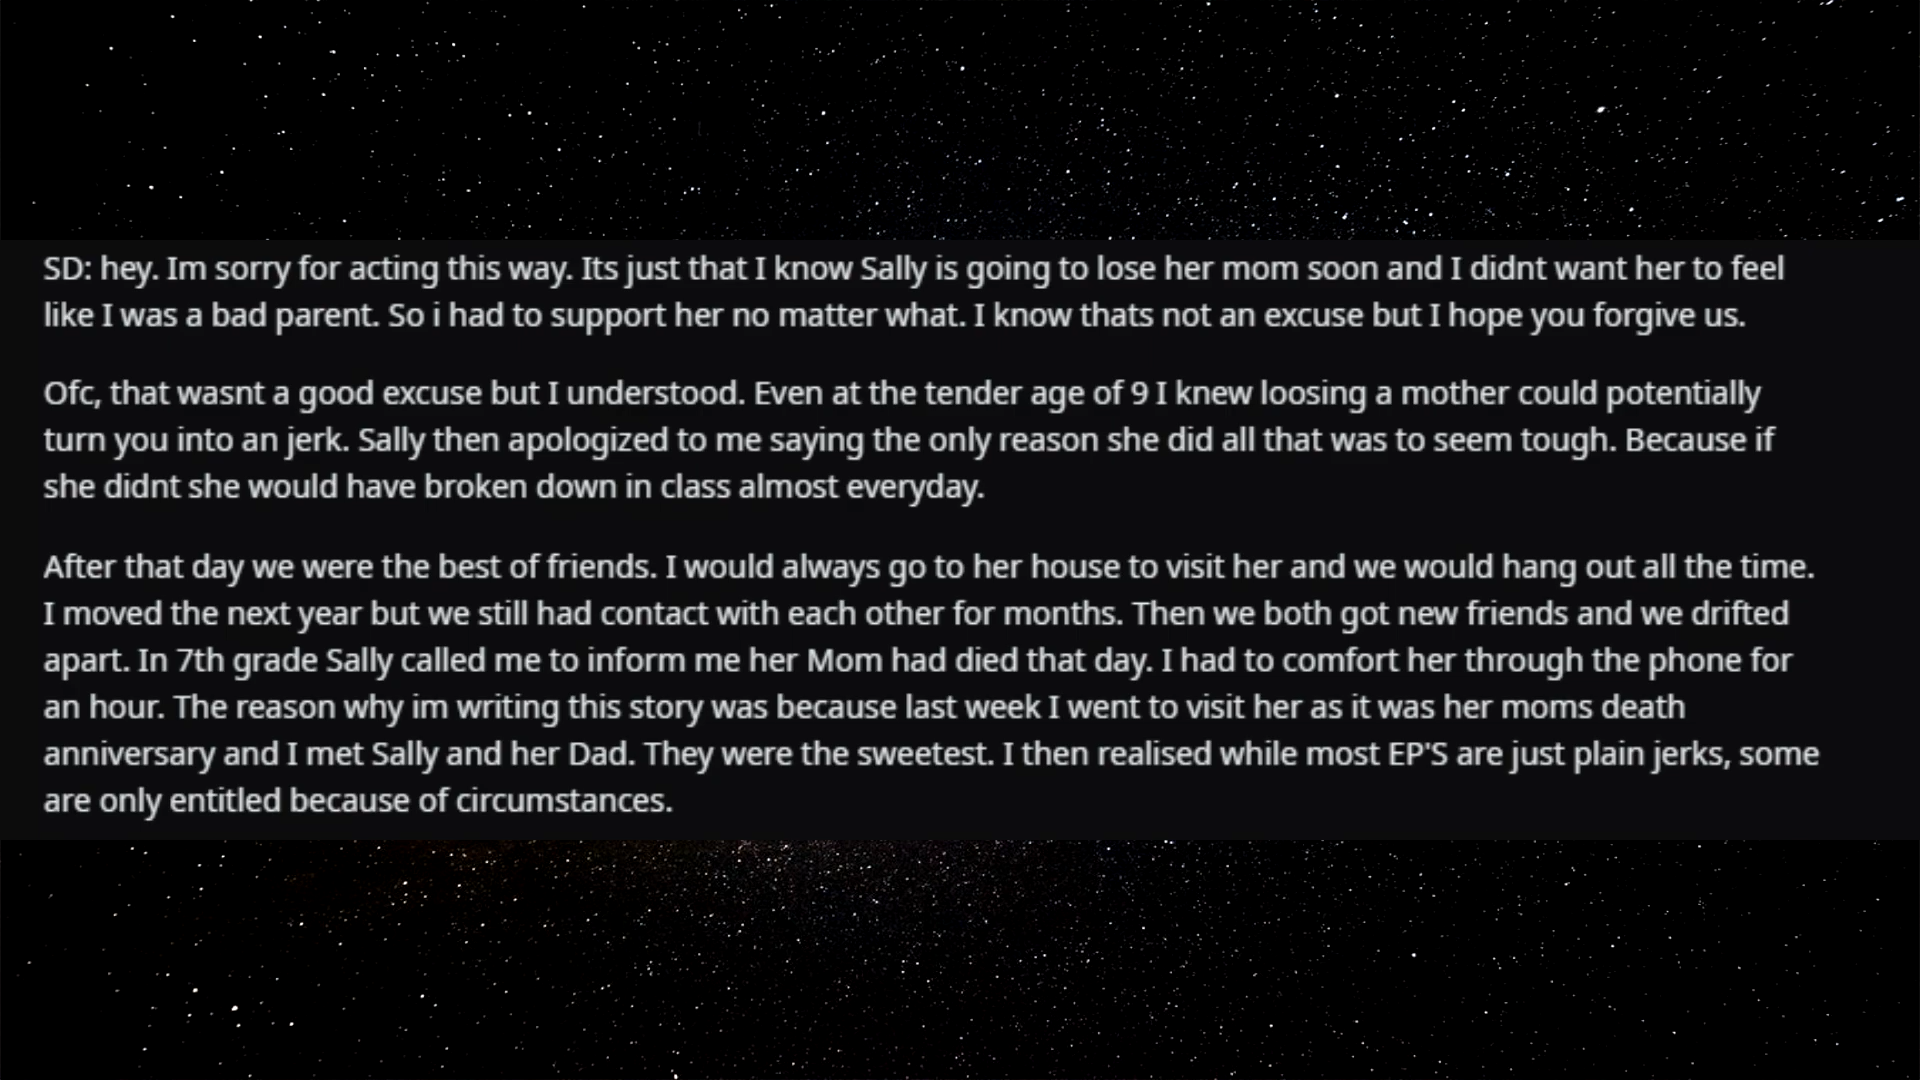 SD: hey. Im sorry for acting this way. Its just that I know Sally is going to lose her mom soon and I didnt want her to feel
like I was a bad parent. So i had to support her no matter what. I know thats not an excuse but I hope you forgive us.
Ofc, that wasnt a good excuse but I understood. Even at the tender age of 9 I knew loosing a mother could potentially
turn you into an jerk. Sally then apologized to me saying the only reason she did all that was to seem tough. Because if
she didnt she would have broken down in class almost everyday.
After that day we were the best of friends. I would always go to her house to visit her and we would hang out all the time.
I moved the next year but we still had contact with each other for months. Then we both got new friends and we drifted
apart. In 7th grade Sally called me to inform me her Mom had died that day. I had to comfort her through the phone for
an hour. The reason why im writing this story was because last week I went to visit her as it was her moms death
anniversary and I met Sally and her Dad. They were the sweetest. I then realised while most EP'S are just plain jerks, some
are only entitled because of circumstances.